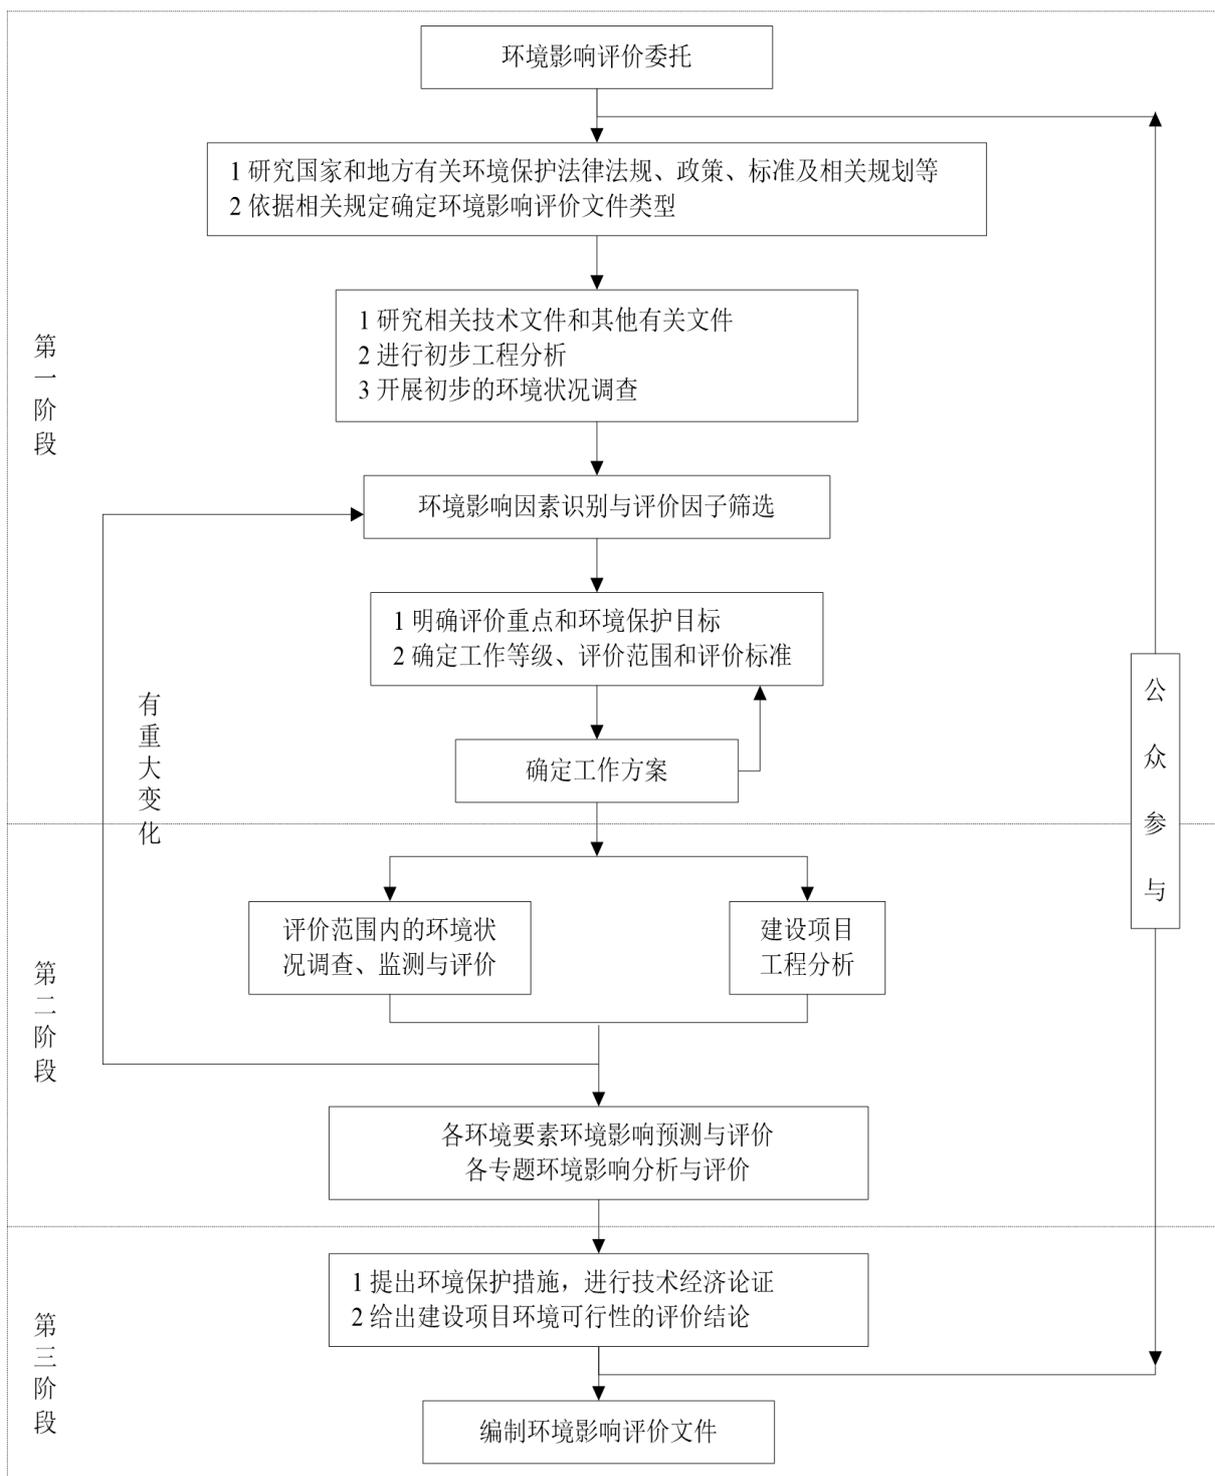 环境影响评价委托
1 研究国家和地方有关环境保护法律法规、政策、标准及相关规划等
2 依据相关规定确定环境影响评价文件类型
1 研究相关技术文件和其他有关文件
2 进行初步工程分析
3 开展初步的环境状况调查
第一阶段
环境影响因素识别与评价因子筛选
1 明确评价重点和环境保护目标
2 确定工作等级、评价范围和评价标准
有重大变化
公众参与
确定工作方案
评价范围内的环境状
况调查、监测与评价
建设项目
工程分析
第二阶段
各环境要素环境影响预测与评价
各专题环境影响分析与评价
1 提出环境保护措施，进行技术经济论证
2 给出建设项目环境可行性的评价结论
第三阶段
编制环境影响评价文件